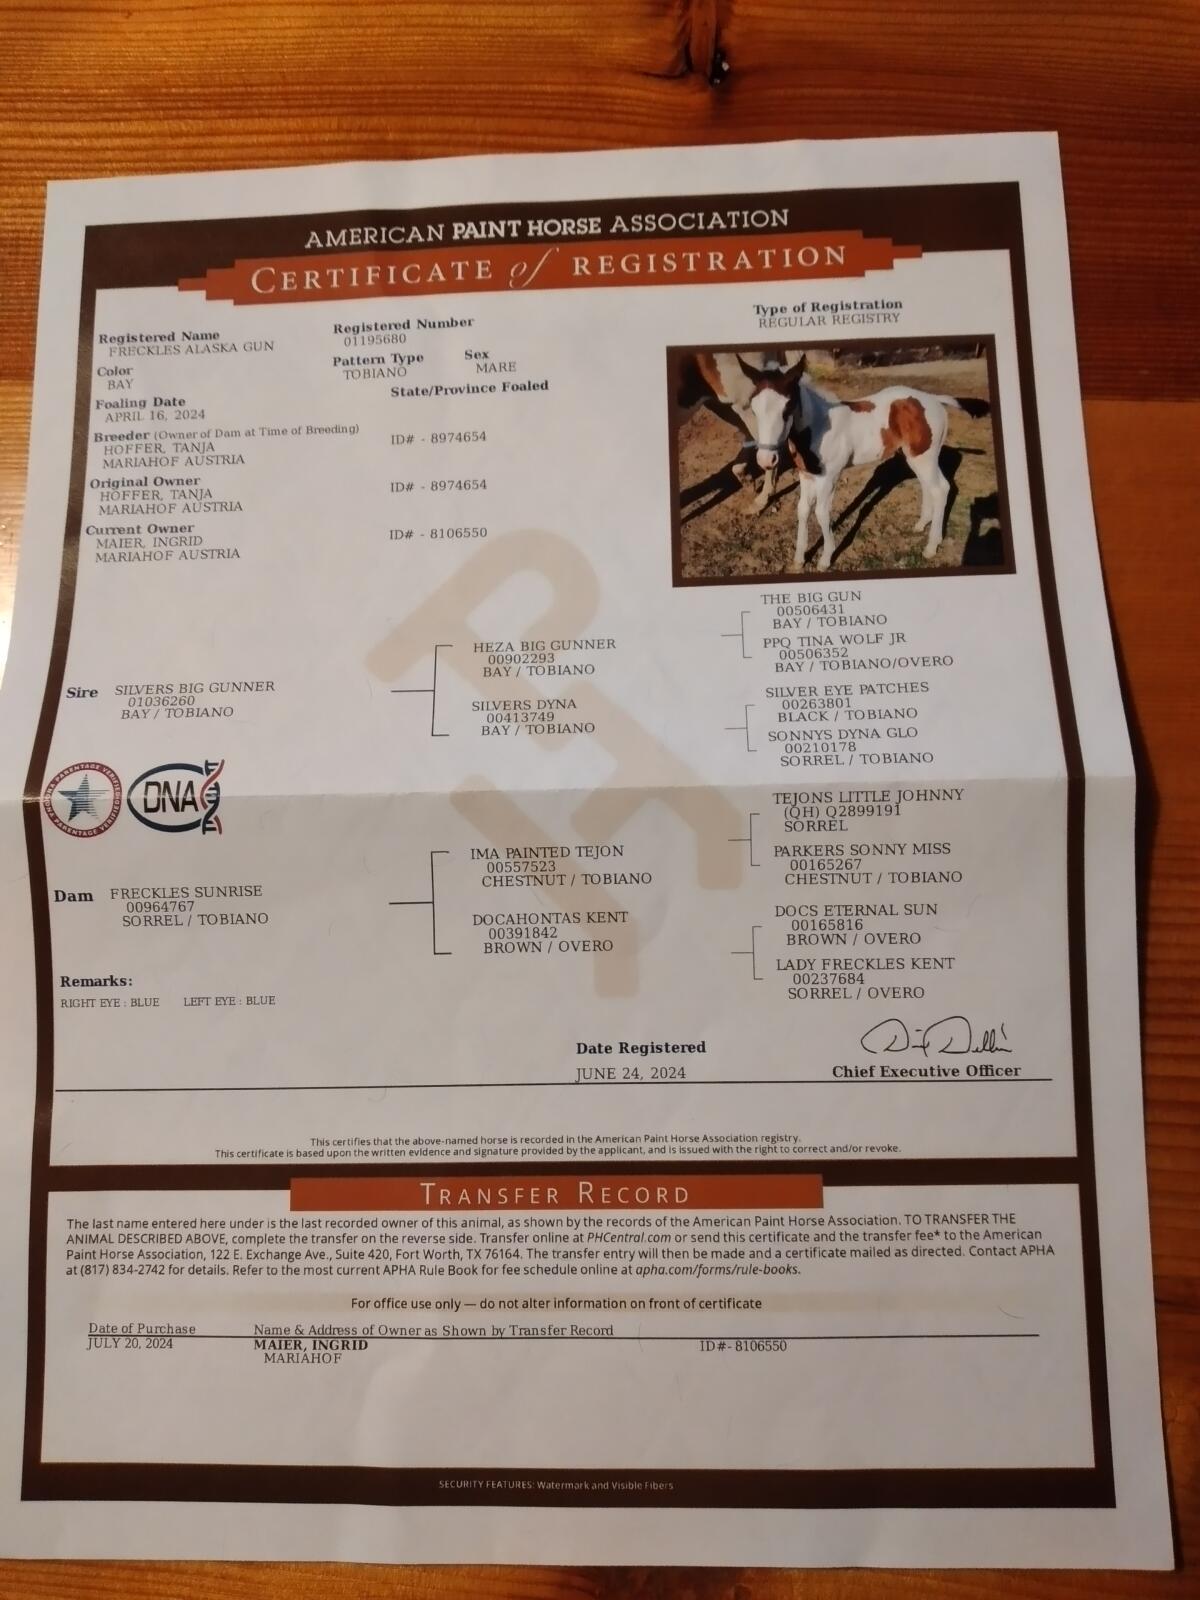 AMERICAN PAINT HORSE ASSOCIATION
CERTIFICATE of REGISTRATION
Registered Name
FRECKLES ALASKA GUN
Registered Number
01195680
Type of Registration
REGULAR REGISTRY
Color
BAY
Pattern Type
TOBIANO
Sex
MARE
Foaling Date
APRIL 16, 2024
State/Province Foaled
Breeder (Owner of Dam at Time of Breeding)
HOFFER, TANJA
MARIAHOF AUSTRIA
ID# - 8974654
Original Owner
HOFFER, TANJA
MARIAHOF AUSTRIA
ID# - 8974654
Current Owner
MAIER, INGRID
MARIAHOF AUSTRIA
ID# - 8106550
Sire SILVERS BIG GUNNER
01036260
BAY / TOBIANO
HEZA BIG GUNNER
00902293
BAY / TOBIANO
SILVERS DYNA
00413749
BAY / TOBIANO
THE BIG GUN
00506431
BAY / TOBIANO
PPQ TINA WOLF JR
00506352
BAY / TOBIANO/OVERO
SILVER EYE PATCHES
00263801
BLACK / TOBIANO
SONNYS DYNA GLO
00210178
SORREL / TOBIANO
APHA PARENTAGE VERIFIED
PARENTAGE VERIFIED
DNA
Dam FRECKLES SUNRISE
00964767
SORREL / TOBIANO
IMA PAINTED TEJON
00557523
CHESTNUT / TOBIANO
DOCAHONTAS KENT
00391842
BROWN / OVERO
TEJONS LITTLE JOHNNY
(QH) Q2899191
SORREL
PARKERS SONNY MISS
00165267
CHESTNUT / TOBIANO
DOCS ETERNAL SUN
00165816
BROWN / OVERO
LADY FRECKLES KENT
00237684
SORREL / OVERO
Remarks:
RIGHT EYE : BLUE LEFT EYE : BLUE
Date Registered
JUNE 24, 2024
Chief Executive Officer
This certifies that the above-named horse is recorded in the American Paint Horse Association registry.
This certificate is based upon the written evidence and signature provided by the applicant, and is issued with the right to correct and/or revoke.
TRANSFER RECORD
The last name entered here under is the last recorded owner of this animal, as shown by the records of the American Paint Horse Association. TO TRANSFER THE
ANIMAL DESCRIBED ABOVE, complete the transfer on the reverse side. Transfer online at PHCentral.com or send this certificate and the transfer fee* to the American
Paint Horse Association, 122 E. Exchange Ave., Suite 420, Fort Worth, TX 76164. The transfer entry will then be made and a certificate mailed as directed. Contact APHA
at (817) 834-2742 for details. Refer to the most current APHA Rule Book for fee schedule online at apha.com/forms/rule-books.
For office use only — do not alter information on front of certificate
Date of Purchase Name & Address of Owner as Shown by Transfer Record
JULY 20, 2024 MAIER, INGRID ID#- 8106550
MARIAHOF
SECURITY FEATURES: Watermark and Visible Fibers